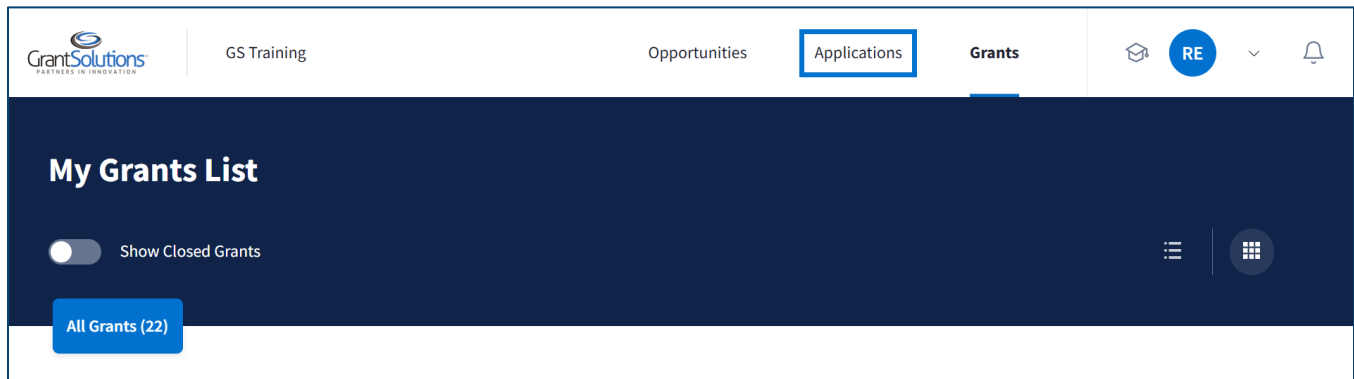 GrantSolutions
PARTNERS IN INNOVATION
GS Training
Opportunities
Applications
Grants
RE
My Grants List
Show Closed Grants
All Grants (22)